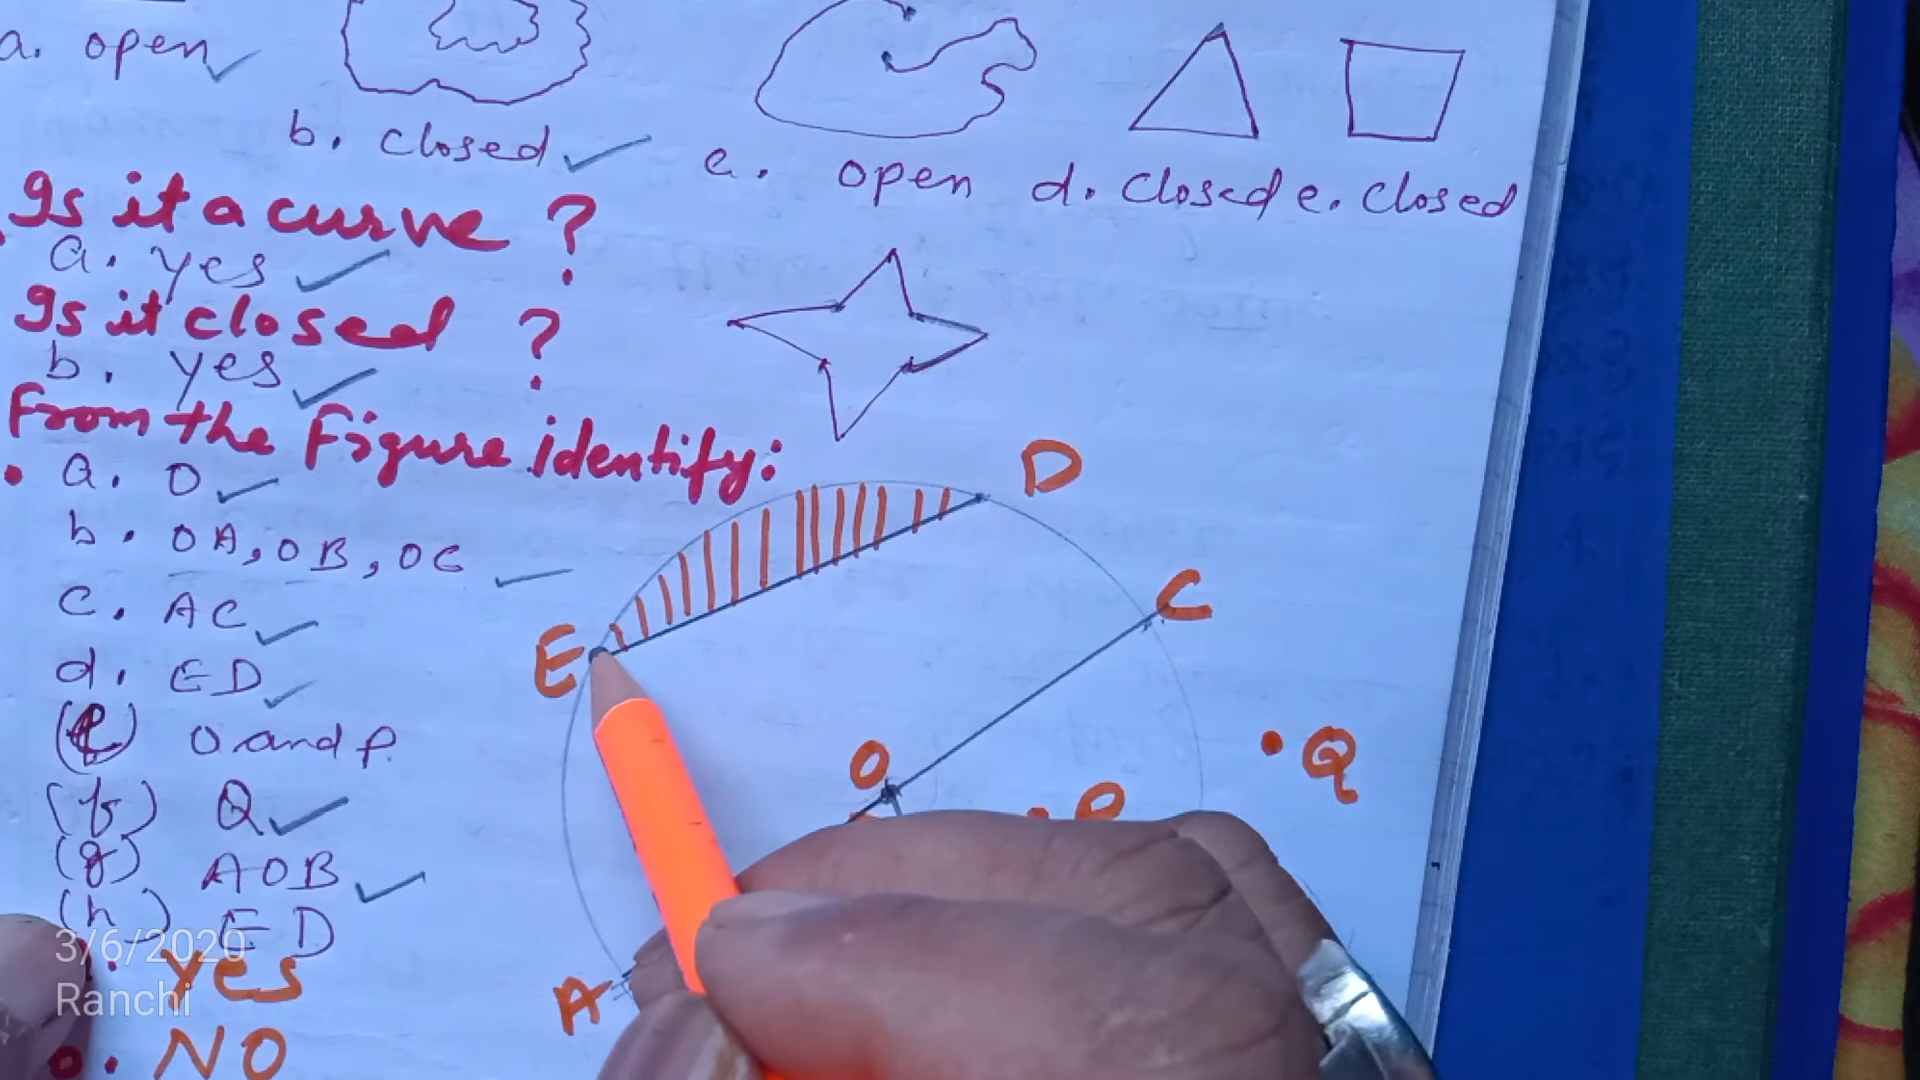 a. open
b. closed
c. open d. closed e. closed
Is it a curve ?
a. yes
Is it closed ?
b. yes
From the Figure identify:
a. O
b. OA, OB, OC
c. AC
d. ED
(e) O and P.
(f) Q
(g) AOB
(h) ED
Yes
NO
D
C
E
O
P
Q
A
3/6/2020
Ranchi